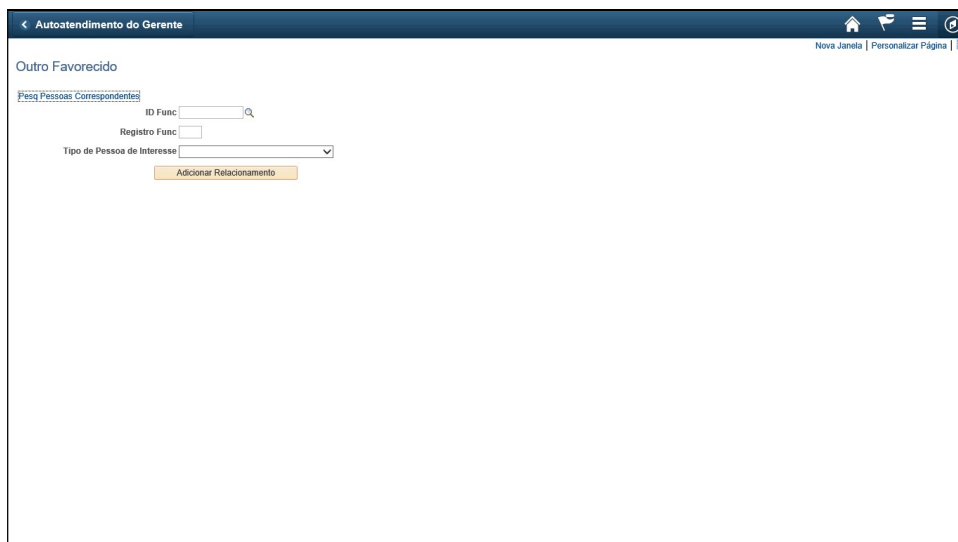 Autoatendimento do Gerente
Nova Janela | Personalizar Página |
Outro Favorecido
Pesq Pessoas Correspondentes
ID Func
Registro Func
Tipo de Pessoa de Interesse
Adicionar Relacionamento